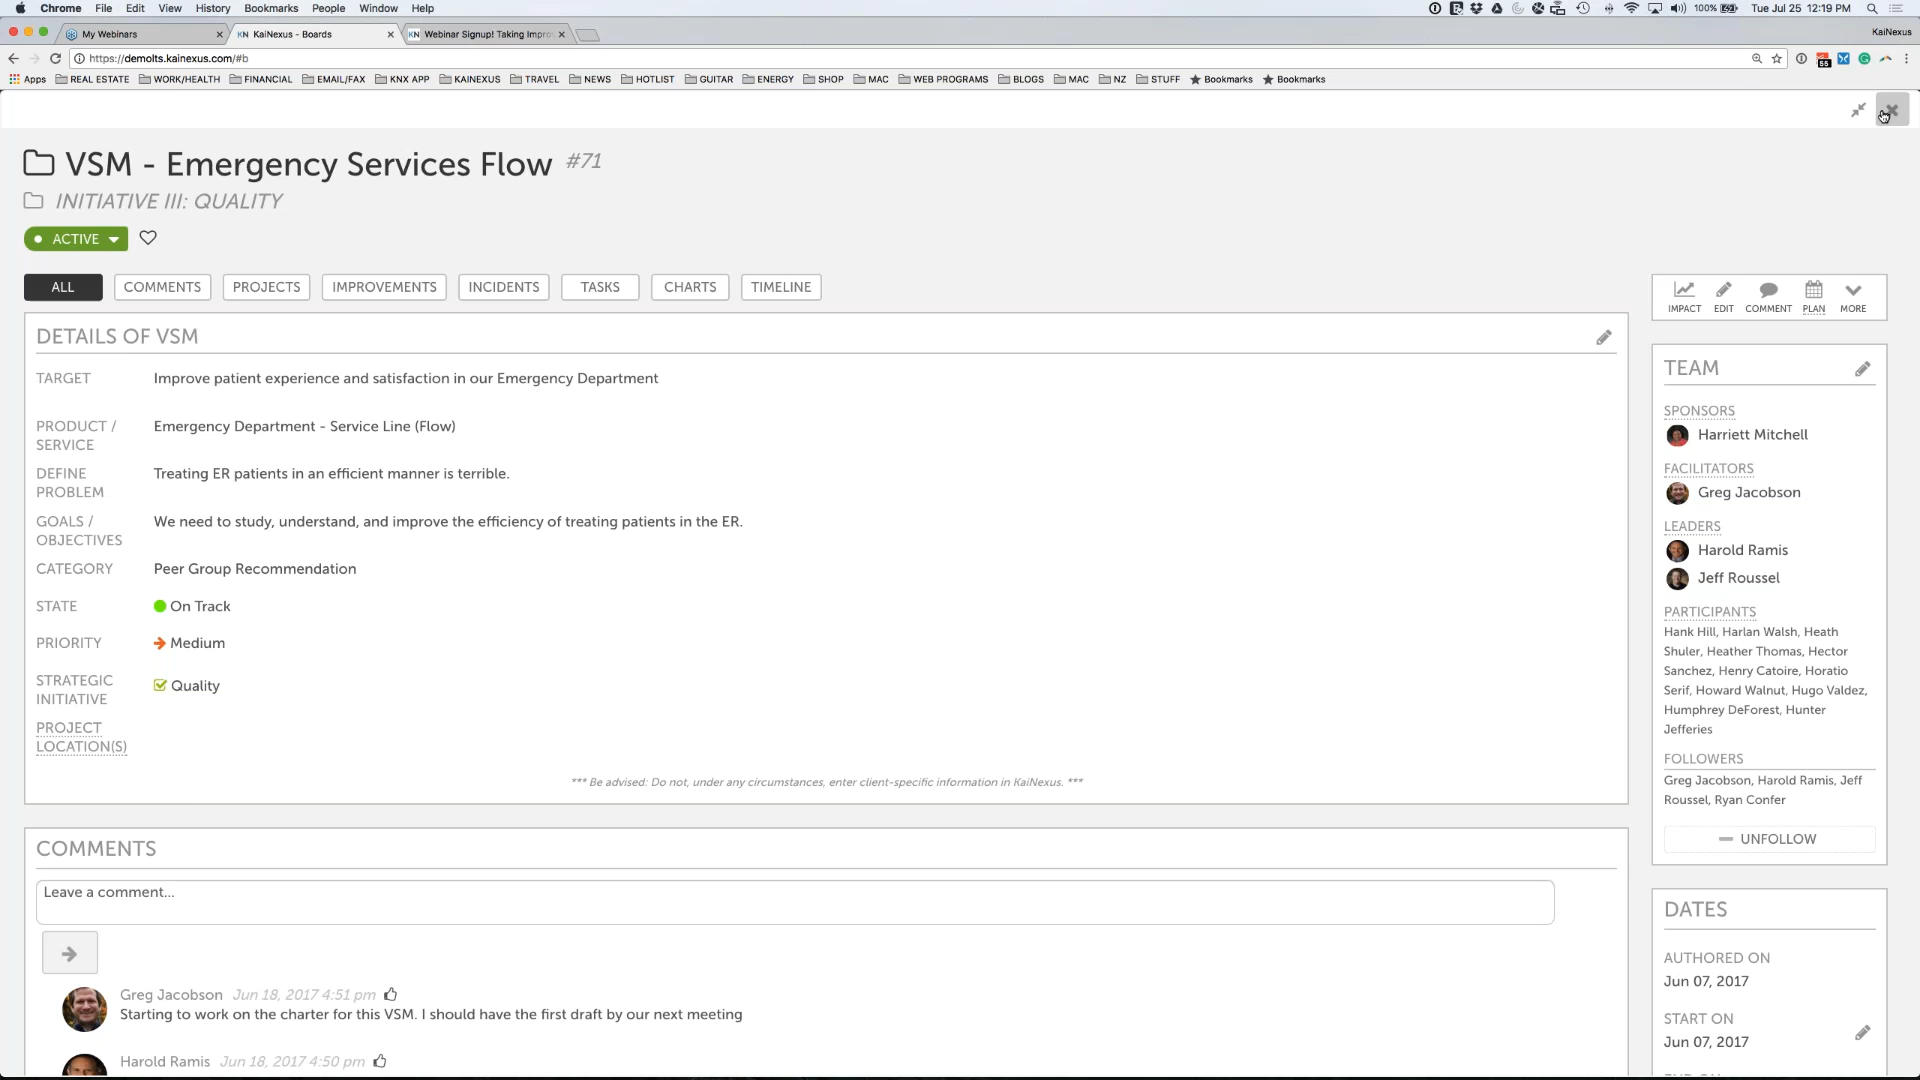 Chrome File Edit View History Bookmarks People Window Help 100% Tue Jul 25 12:19 PM
My Webinars KaiNexus - Boards Webinar Signup! Taking Impro KaiNexus
https://demolts.kainexus.com/#b 55
Apps REAL ESTATE WORK/HEALTH FINANCIAL EMAIL/FAX KNX APP KAINEXUS TRAVEL NEWS HOTLIST GUITAR ENERGY SHOP MAC WEB PROGRAMS BLOGS MAC NZ STUFF Bookmarks Bookmarks
VSM - Emergency Services Flow #71
INITIATIVE III: QUALITY
ACTIVE
ALL COMMENTS PROJECTS IMPROVEMENTS INCIDENTS TASKS CHARTS TIMELINE
DETAILS OF VSM
TARGET Improve patient experience and satisfaction in our Emergency Department
PRODUCT / SERVICE Emergency Department - Service Line (Flow)
DEFINE PROBLEM Treating ER patients in an efficient manner is terrible.
GOALS / OBJECTIVES We need to study, understand, and improve the efficiency of treating patients in the ER.
CATEGORY Peer Group Recommendation
STATE On Track
PRIORITY Medium
STRATEGIC INITIATIVE Quality
PROJECT LOCATION(S)
*** Be advised: Do not, under any circumstances, enter client-specific information in KaiNexus. ***
COMMENTS
Leave a comment...
Greg Jacobson Jun 18, 2017 4:51 pm
Starting to work on the charter for this VSM. I should have the first draft by our next meeting
Harold Ramis Jun 18, 2017 4:50 pm
IMPACT EDIT COMMENT PLAN MORE
TEAM
SPONSORS
Harriett Mitchell
FACILITATORS
Greg Jacobson
LEADERS
Harold Ramis
Jeff Roussel
PARTICIPANTS
Hank Hill, Harlan Walsh, Heath
Shuler, Heather Thomas, Hector
Sanchez, Henry Catoire, Horatio
Serif, Howard Walnut, Hugo Valdez,
Humphrey DeForest, Hunter
Jefferies
FOLLOWERS
Greg Jacobson, Harold Ramis, Jeff
Roussel, Ryan Confer
UNFOLLOW
DATES
AUTHORED ON
Jun 07, 2017
START ON
Jun 07, 2017